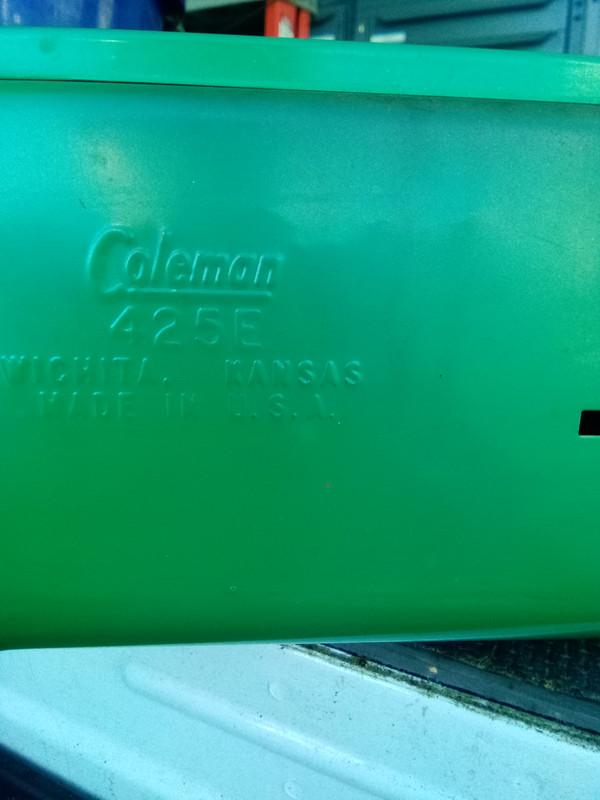 Coleman
425E
WICHITA, KANSAS
MADE IN U.S.A.